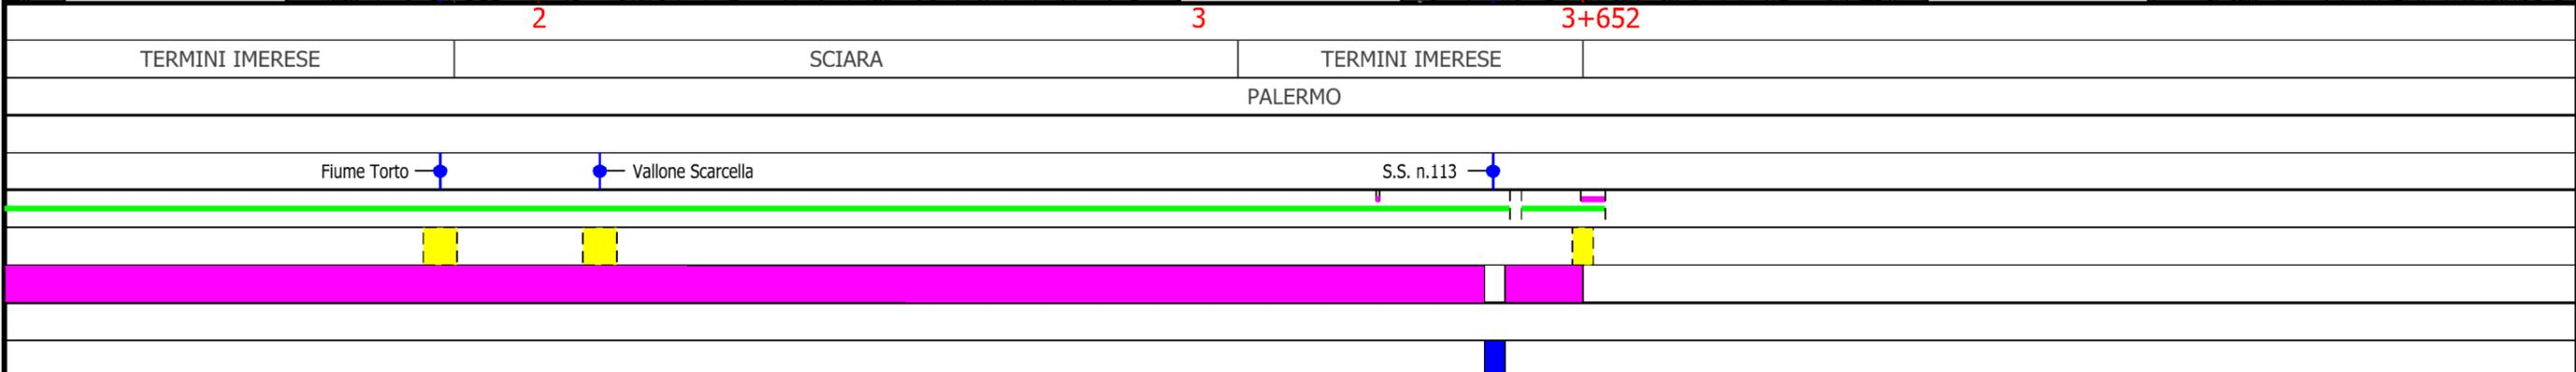 2 3 3+652
TERMINI IMERESE SCIARA TERMINI IMERESE
PALERMO
Fiume Torto Vallone Scarcella S.S. n.113